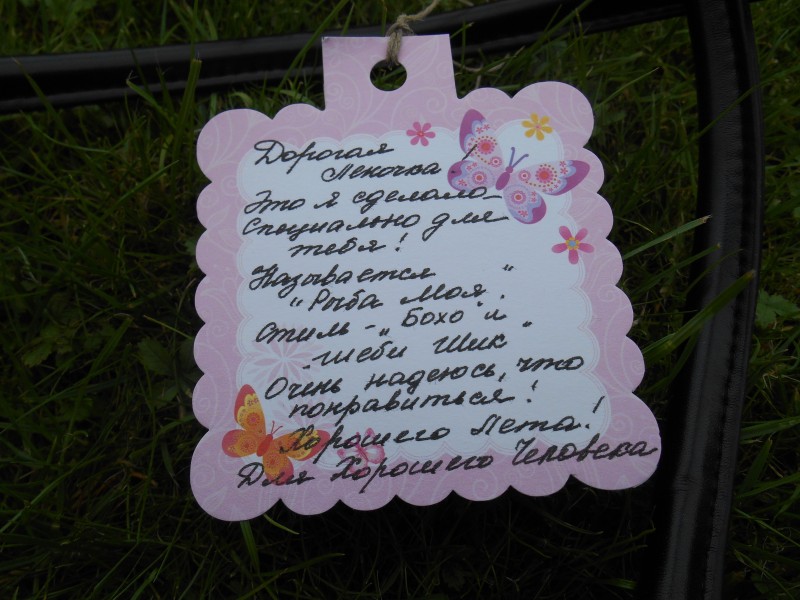 Дорогая
Леночка!
Это я сделала
специально для
тебя!
Называется
"Рыба Моя".
Стиль - "Бохо" и
"Шеби Шик"
Очень надеюсь, что
понравиться!
Хорошего Лета!
Для Хорошего Человека